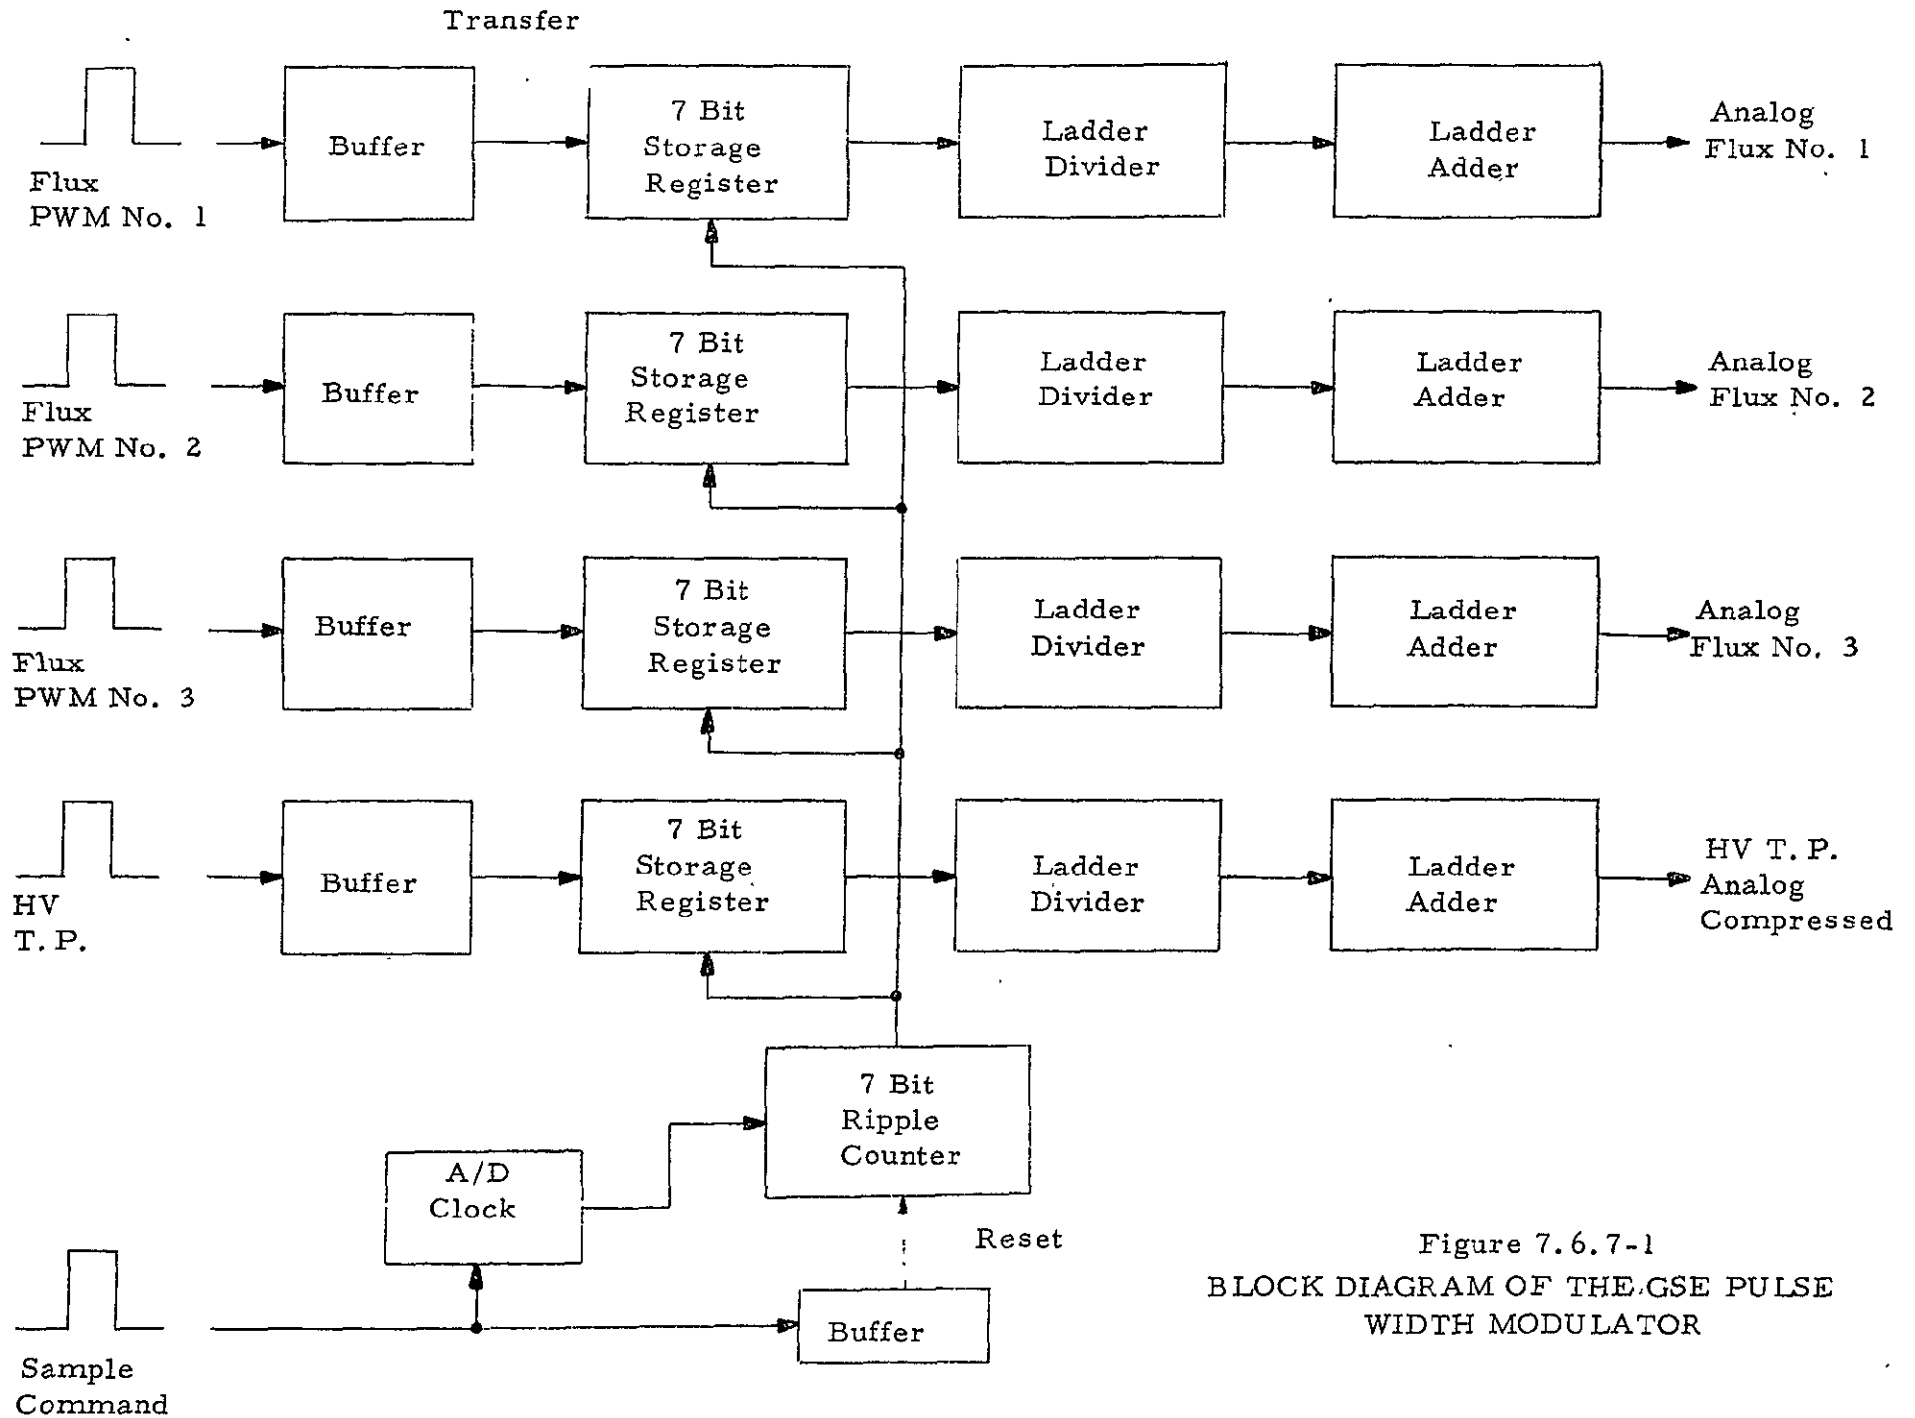 Transfer
Flux
PWM No. 1
Buffer
7 Bit
Storage
Register
Ladder
Divider
Ladder
Adder
Analog
Flux No. 1
Flux
PWM No. 2
Buffer
7 Bit
Storage
Register
Ladder
Divider
Ladder
Adder
Analog
Flux No. 2
Flux
PWM No. 3
Buffer
7 Bit
Storage
Register
Ladder
Divider
Ladder
Adder
Analog
Flux No. 3
HV
T. P.
Buffer
7 Bit
Storage
Register
Ladder
Divider
Ladder
Adder
HV T. P.
Analog
Compressed
7 Bit
Ripple
Counter
A/D
Clock
Reset
Buffer
Sample
Command
Figure 7.6.7-1
BLOCK DIAGRAM OF THE GSE PULSE
WIDTH MODULATOR